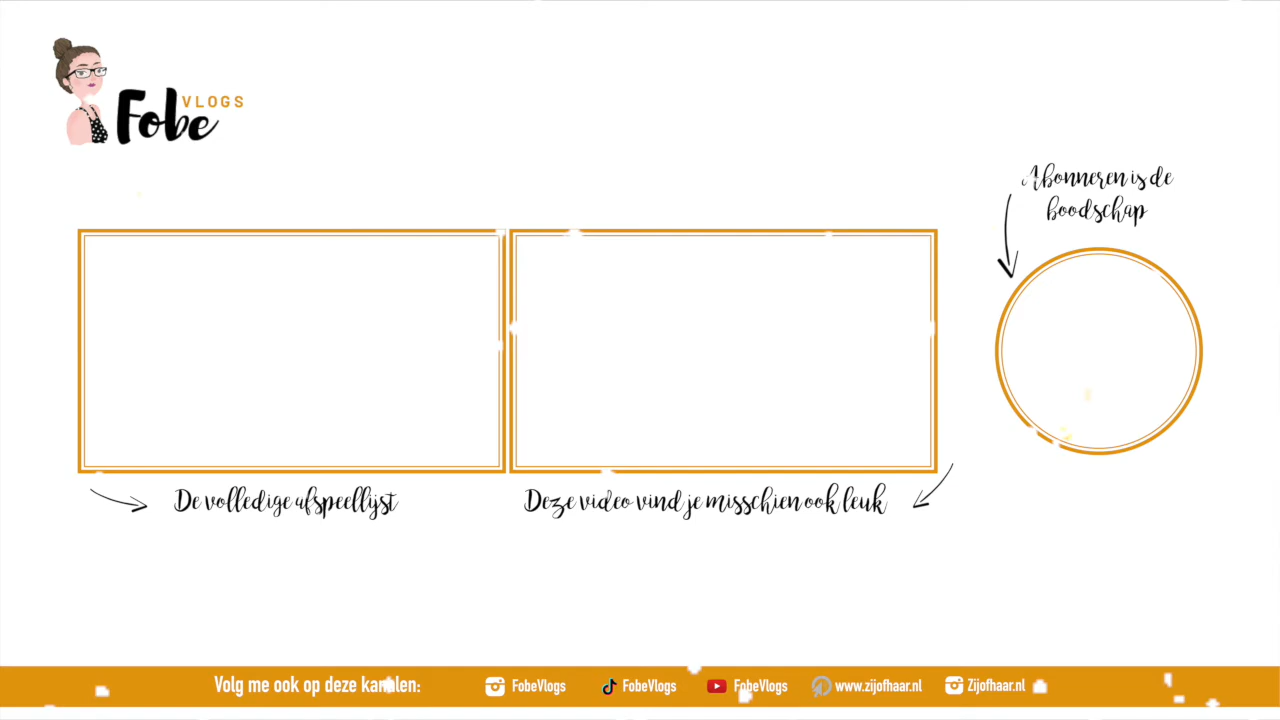 VLOGS
Fobe
Abonneren is de
boodschap
De volledige afspeellijst
Deze video vind je misschien ook leuk
Volg me ook op deze kanalen:
FobeVlogs
FobeVlogs
FobeVlogs
www.zijofhaar.nl
Zijofhaar.nl